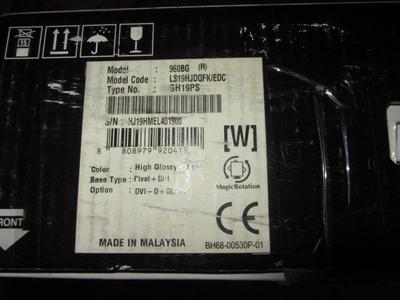 Model : 960BG (R)
Model Code : LS19HJDQFK/EDC
Type No. : GH19PS
S/N : HJ19HMEL401900
[W]
8 808979 920419
Color : High Glossy
Base Type : Pivot+
Option : DVI-D+
MagicRotation
CE
MADE IN MALAYSIA
BH68-00530P-01
FRONT